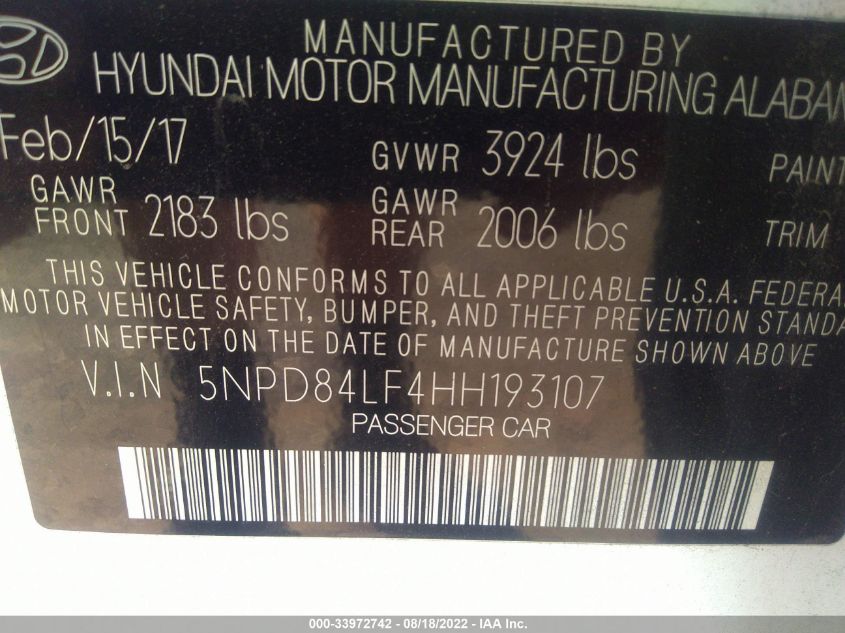 MANUFACTURED BY
HYUNDAI MOTOR MANUFACTURING ALABAM
Feb/15/17 GVWR 3924 lbs PAINT
GAWR FRONT 2183 lbs GAWR REAR 2006 lbs TRIM
THIS VEHICLE CONFORMS TO ALL APPLICABLE U.S.A. FEDERA
MOTOR VEHICLE SAFETY, BUMPER, AND THEFT PREVENTION STANDA
IN EFFECT ON THE DATE OF MANUFACTURE SHOWN ABOVE
V.I.N 5NPD84LF4HH193107
PASSENGER CAR
000-33972742 - 08/18/2022 - IAA Inc.